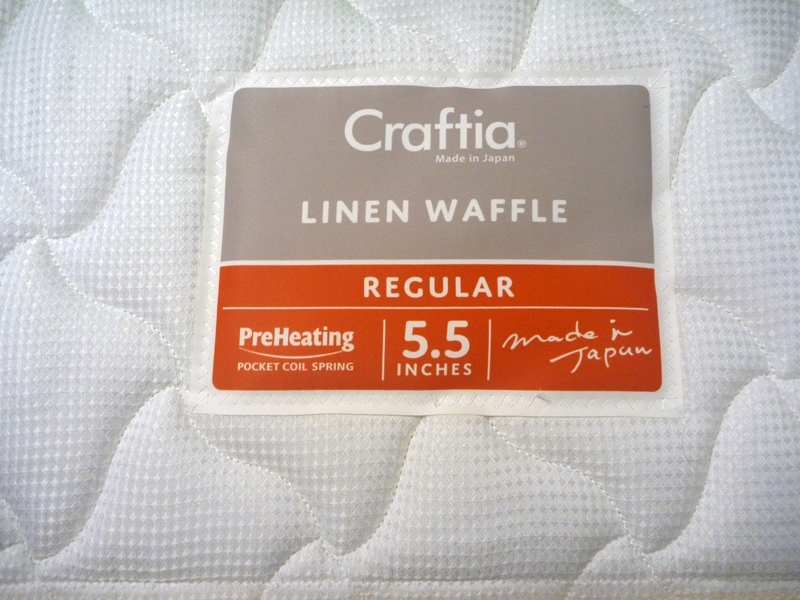 Craftia®
Made in Japan
LINEN WAFFLE
REGULAR
PreHeating
POCKET COIL SPRING
5.5
INCHES
made in
Japan